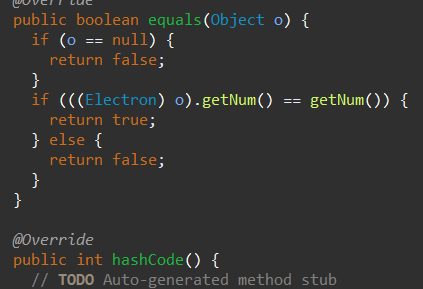 @Override
public boolean equals(Object o) {
if (o == null) {
return false;
}
if (((Electron) o).getNum() == getNum()) {
return true;
} else {
return false;
}
}
@Override
public int hashCode() {
// TODO Auto-generated method stub